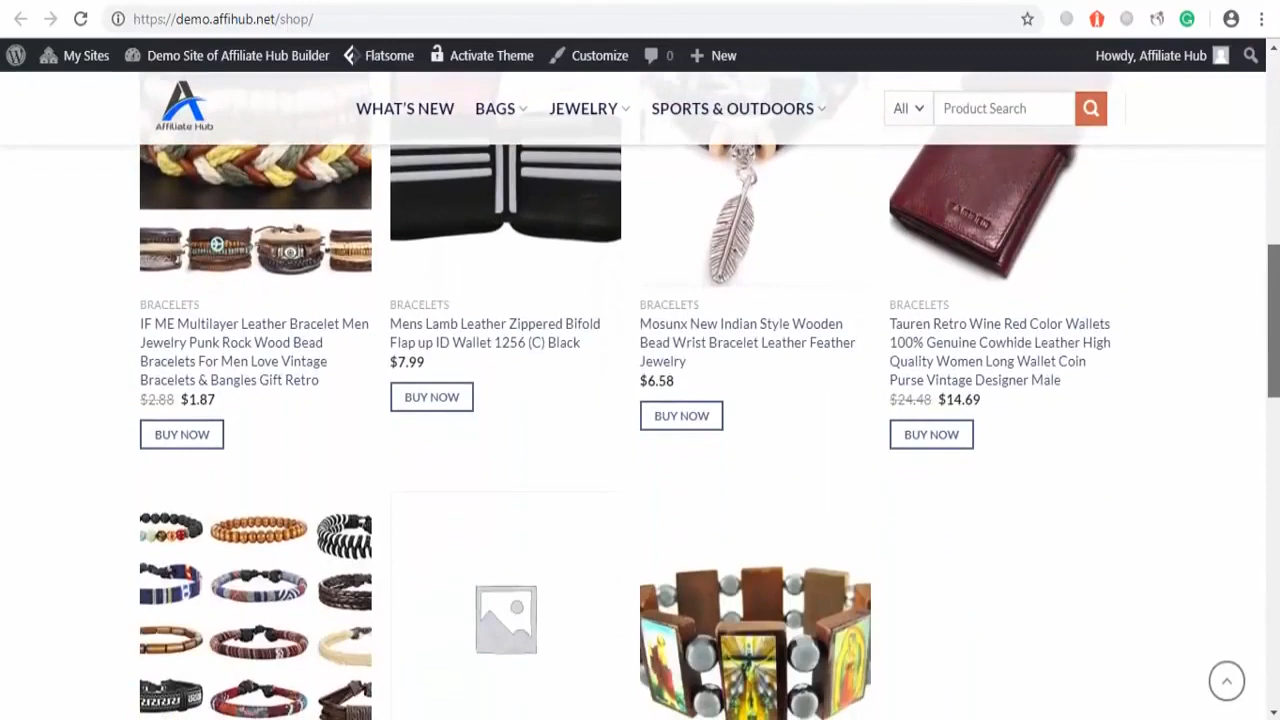 https://demo.affihub.net/shop/
My Sites
Demo Site of Affiliate Hub Builder
Flatsome
Activate Theme
Customize
0
New
Howdy, Affiliate Hub
Affiliate Hub
WHAT'S NEW
BAGS
JEWELRY
SPORTS & OUTDOORS
All
Product Search
BRACELETS
IF ME Multilayer Leather Bracelet Men
Jewelry Punk Rock Wood Bead
Bracelets For Men Love Vintage
Bracelets & Bangles Gift Retro
$2.88 $1.87
BUY NOW
BRACELETS
Mens Lamb Leather Zippered Bifold
Flap up ID Wallet 1256 (C) Black
$7.99
BUY NOW
BRACELETS
Mosunx New Indian Style Wooden
Bead Wrist Bracelet Leather Feather
Jewelry
$6.58
BUY NOW
BRACELETS
Tauren Retro Wine Red Color Wallets
100% Genuine Cowhide Leather High
Quality Women Long Wallet Coin
Purse Vintage Designer Male
$24.48 $14.69
BUY NOW